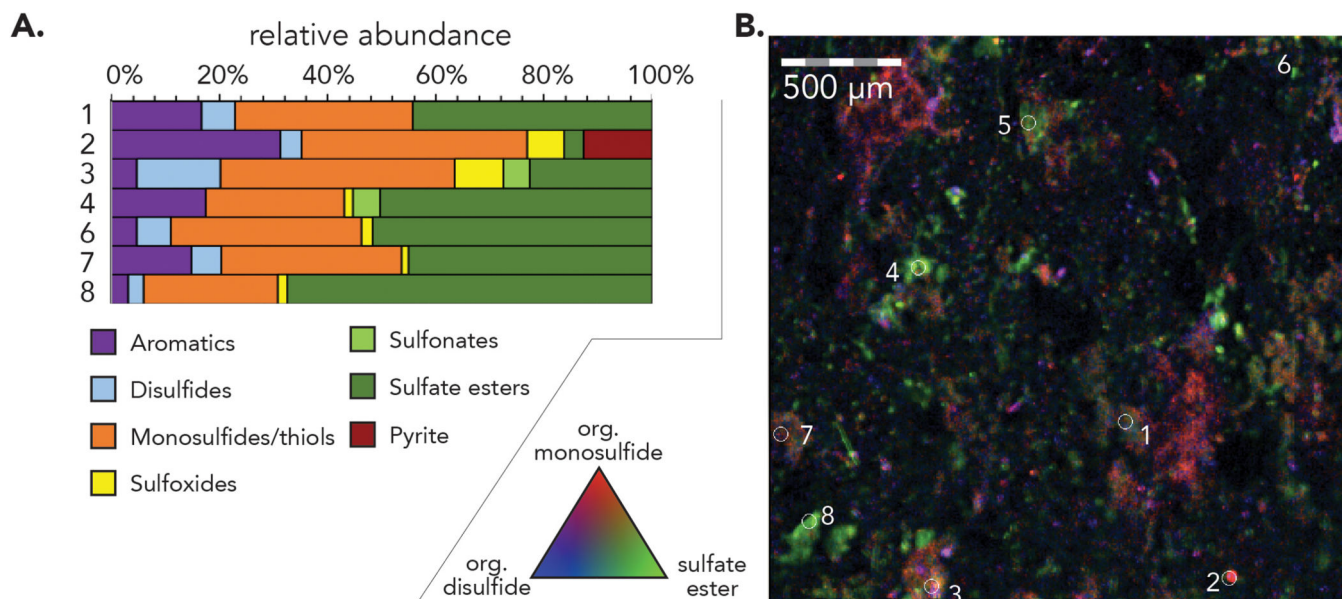 A.
relative abundance
0% 20% 40% 60% 80% 100%
1
2
3
4
6
7
8
Aromatics
Disulfides
Monosulfides/thiols
Sulfoxides
Sulfonates
Sulfate esters
Pyrite
org.
monosulfide
org.
disulfide
sulfate
ester
B.
500 μm
6
5
4
7
1
8
2
3